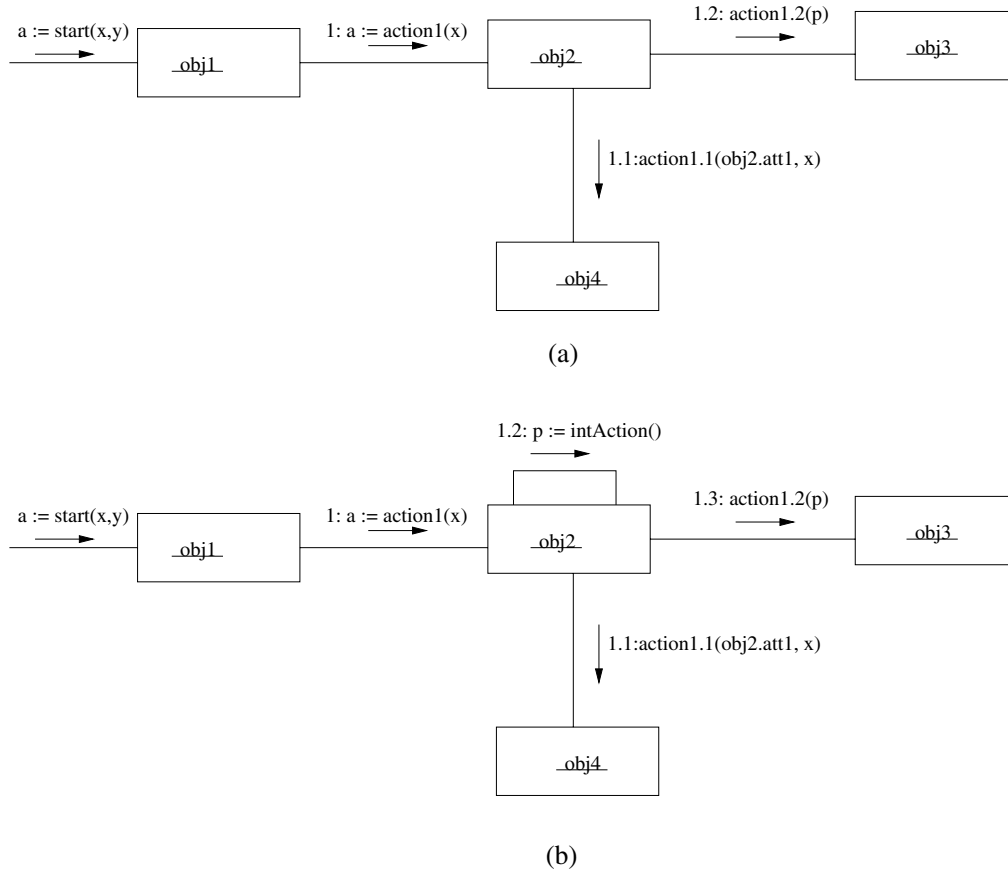 a := start(x,y)
1: a := action1(x)
1.2: action1.2(p)
obj1
obj2
obj3
1.1:action1.1(obj2.att1, x)
obj4
(a)
1.2: p := intAction()
a := start(x,y)
1: a := action1(x)
1.3: action1.2(p)
obj1
obj2
obj3
1.1:action1.1(obj2.att1, x)
obj4
(b)